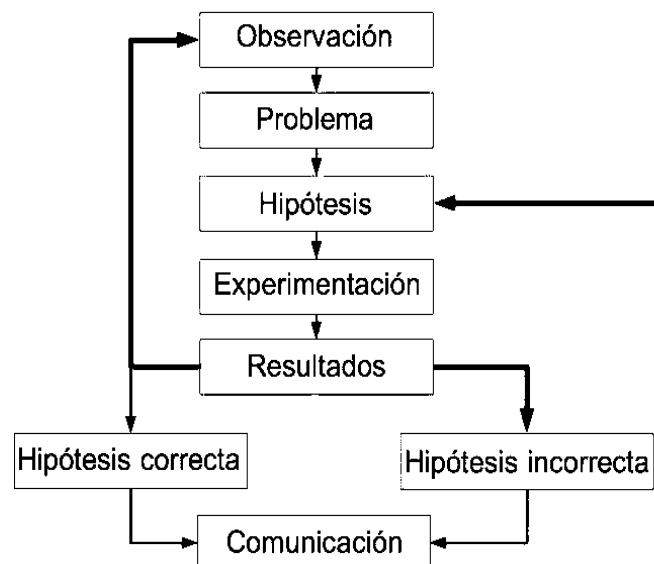 Observación
Problema
Hipótesis
Experimentación
Resultados
Hipótesis correcta
Hipótesis incorrecta
Comunicación